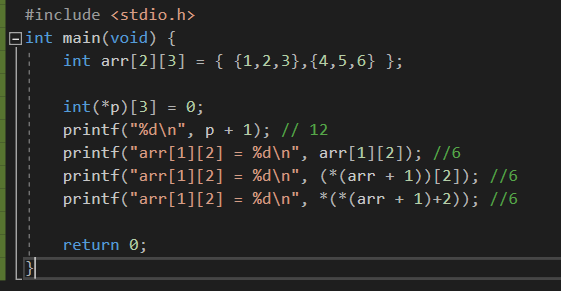 #include <stdio.h>
int main(void) {
    int arr[2][3] = { {1,2,3},{4,5,6} };
    int(*p)[3] = 0;
    printf("%d\n", p + 1); // 12
    printf("arr[1][2] = %d\n", arr[1][2]); //6
    printf("arr[1][2] = %d\n", (*(arr + 1))[2]); //6
    printf("arr[1][2] = %d\n", *(*(arr + 1)+2)); //6
    return 0;
}